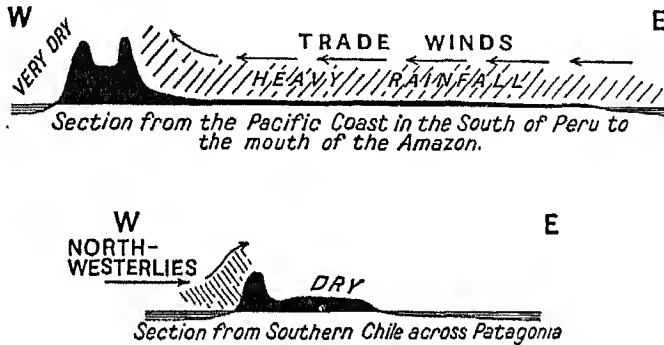 W E
VERY DRY
TRADE WINDS
HEAVY RAINFALL
Section from the Pacific Coast in the South of Peru to
the mouth of the Amazon.
W E
NORTH-
WESTERLIES
DRY
Section from Southern Chile across Patagonia